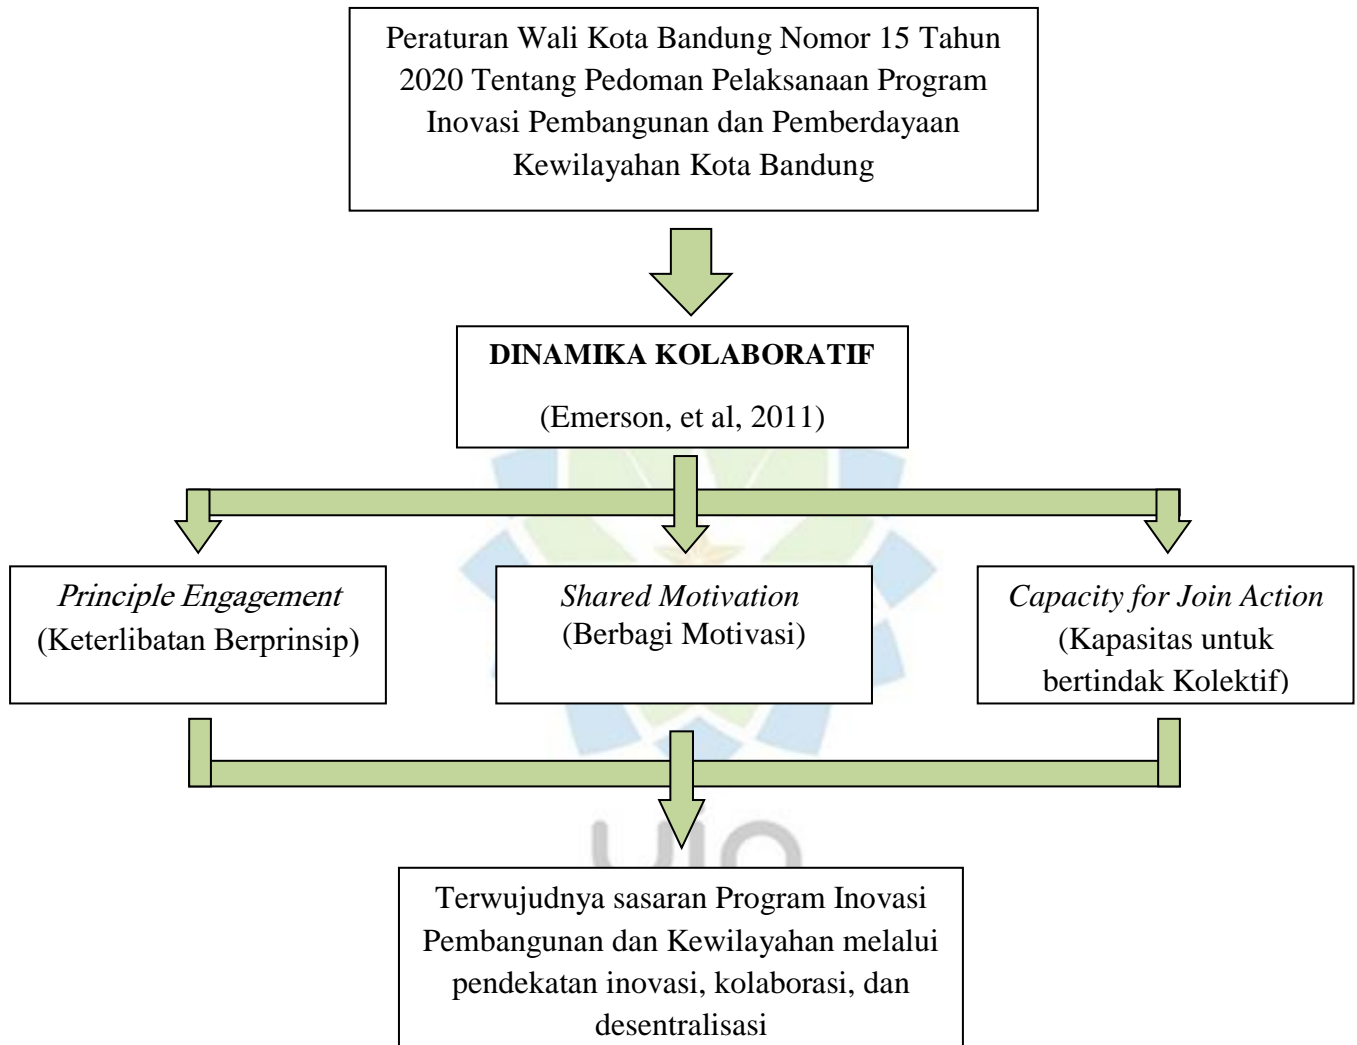 Peraturan Wali Kota Bandung Nomor 15 Tahun
2020 Tentang Pedoman Pelaksanaan Program
Inovasi Pembangunan dan Pemberdayaan
Kewilayahan Kota Bandung
DINAMIKA KOLABORATIF
(Emerson, et al, 2011)
Principle Engagement
(Keterlibatan Berprinsip)
Shared Motivation
(Berbagi Motivasi)
Capacity for Join Action
(Kapasitas untuk
bertindak Kolektif)
uin
Terwujudnya sasaran Program Inovasi
Pembangunan dan Kewilayahan melalui
pendekatan inovasi, kolaborasi, dan
desentralisasi